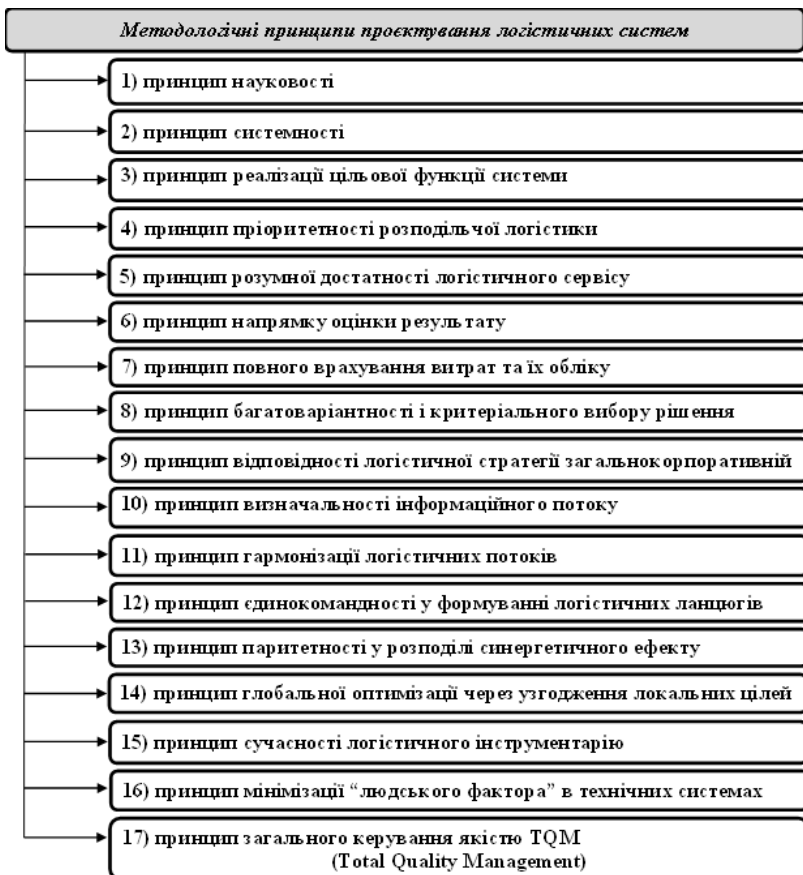 Методологічні принципи проєктування логістичних систем
1) принцип науковості
2) принцип системності
3) принцип реалізації цільової функції системи
4) принцип пріоритетності розподільчої логістики
5) принцип розумної достатності логістичного сервісу
6) принцип напрямку оцінки результату
7) принцип повного врахування витрат та їх обліку
8) принцип багатоваріантності і критеріального вибору рішення
9) принцип відповідності логістичної стратегії загальнокорпоративній
10) принцип визначальності інформаційного потоку
11) принцип гармонізації логістичних потоків
12) принцип єдинокомандності у формуванні логістичних ланцюгів
13) принцип паритетності у розподілі синергетичного ефекту
14) принцип глобальної оптимізації через узгодження локальних цілей
15) принцип сучасності логістичного інструментарію
16) принцип мінімізації “людського фактора” в технічних системах
17) принцип загального керування якістю TQM
(Total Quality Management)